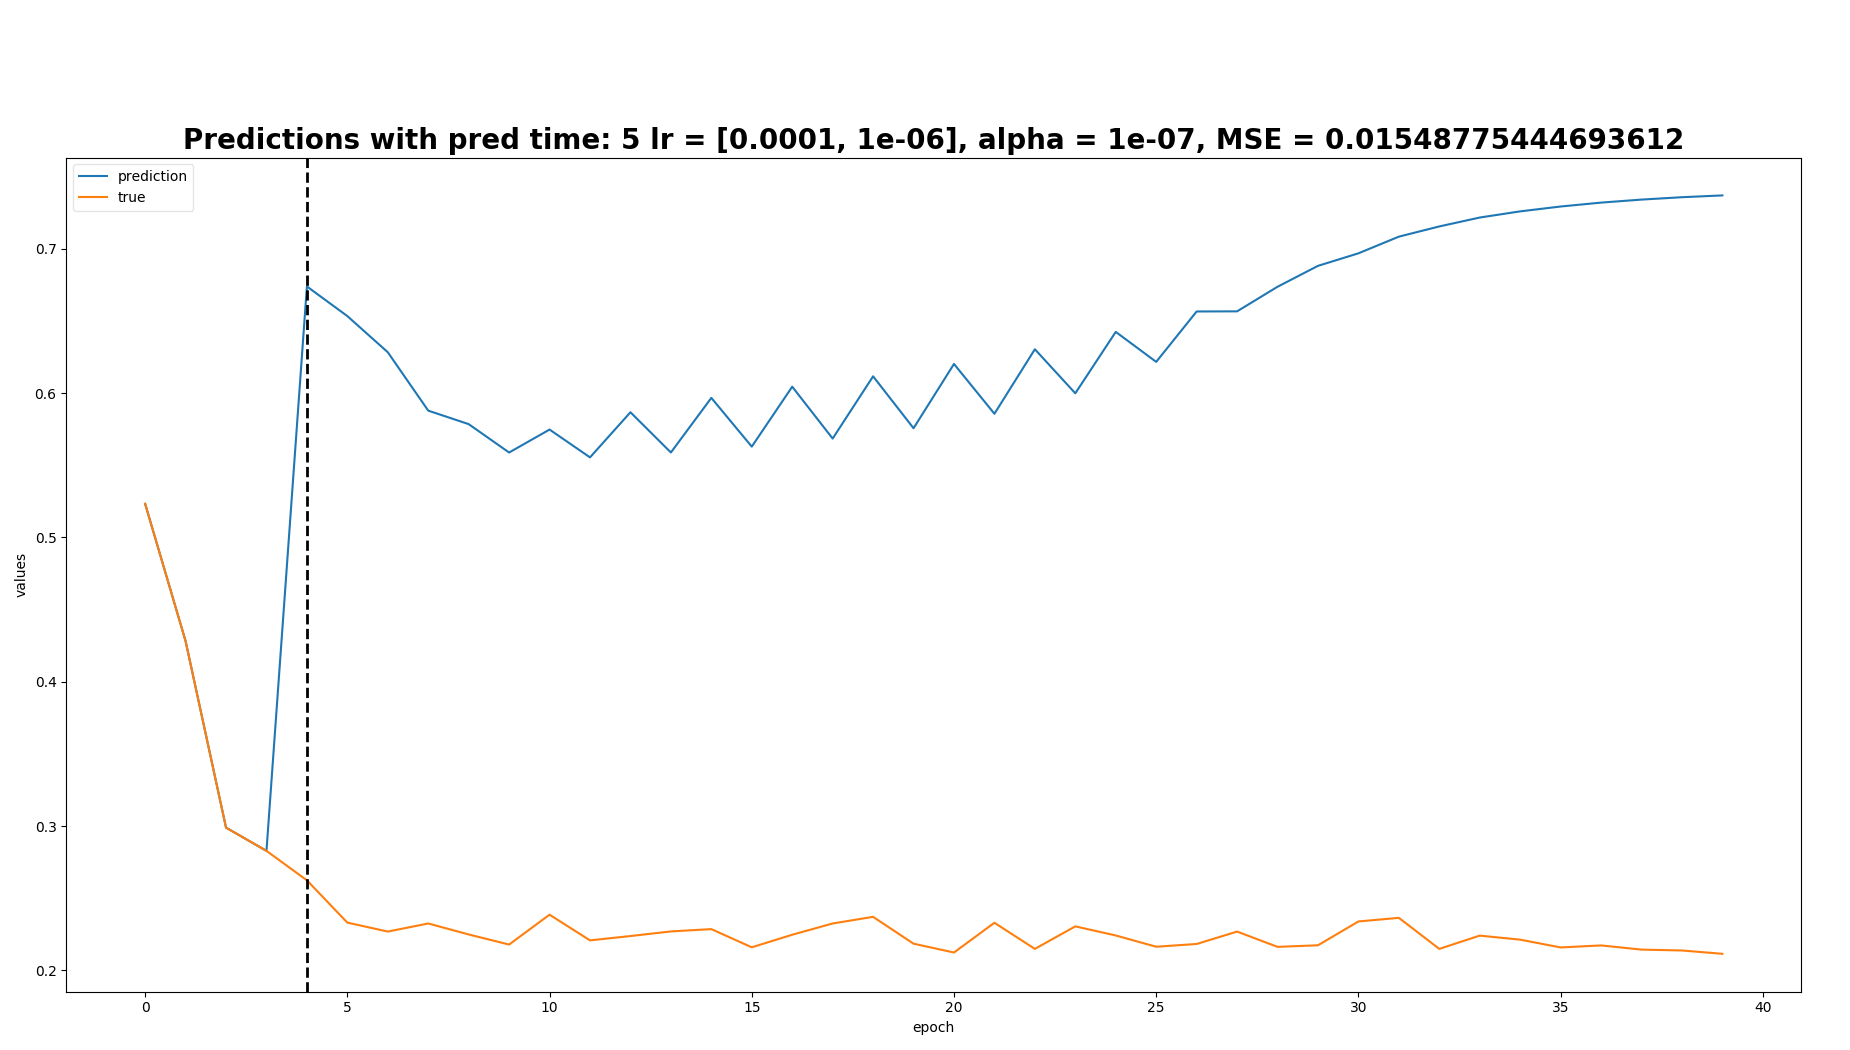 Predictions with pred time: 5 lr = [0.0001, 1e-06], alpha = 1e-07, MSE = 0.01548775444693612
prediction
true
0.7
0.6
0.5
0.4
0.3
0.2
values
0 5 10 15 20 25 30 35 40
epoch